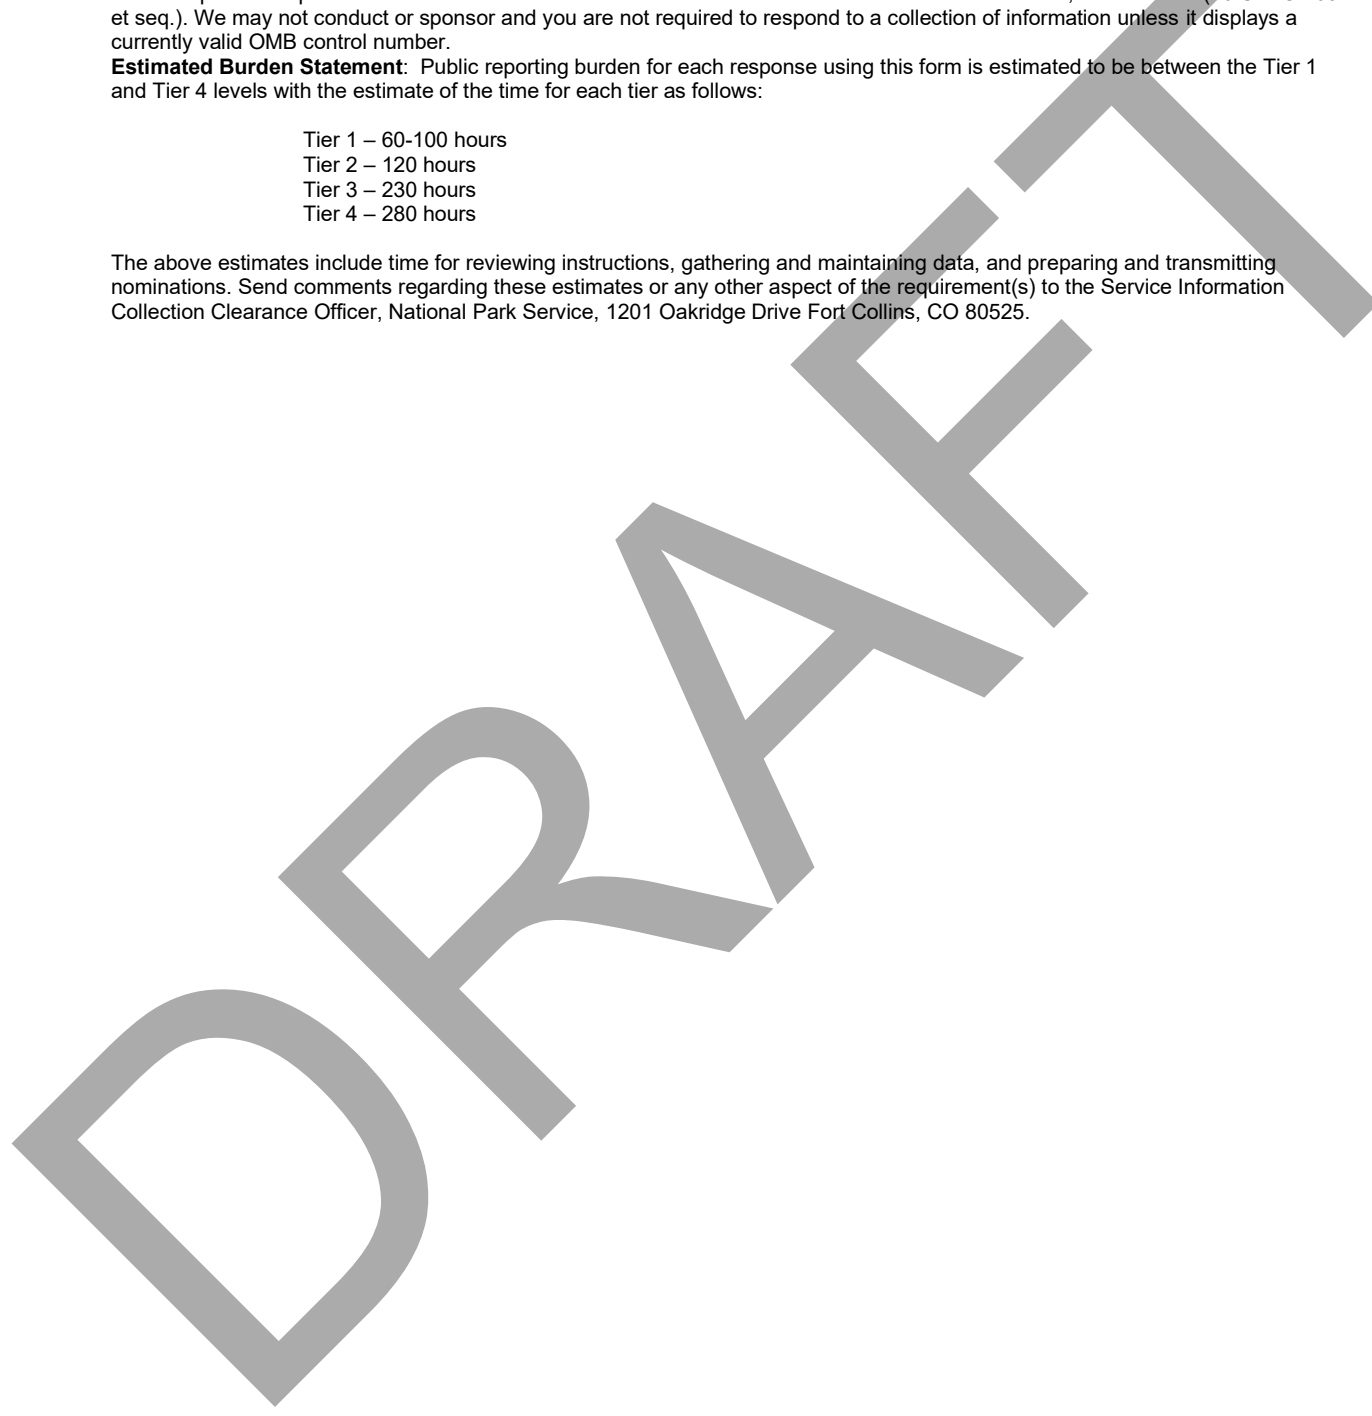 et seq.). We may not conduct or sponsor and you are not required to respond to a collection of information unless it displays a
currently valid OMB control number.
Estimated Burden Statement:  Public reporting burden for each response using this form is estimated to be between the Tier 1
and Tier 4 levels with the estimate of the time for each tier as follows:
Tier 1 – 60-100 hours
Tier 2 – 120 hours
Tier 3 – 230 hours
Tier 4 – 280 hours
The above estimates include time for reviewing instructions, gathering and maintaining data, and preparing and transmitting
nominations. Send comments regarding these estimates or any other aspect of the requirement(s) to the Service Information
Collection Clearance Officer, National Park Service, 1201 Oakridge Drive Fort Collins, CO 80525.
DRAFT